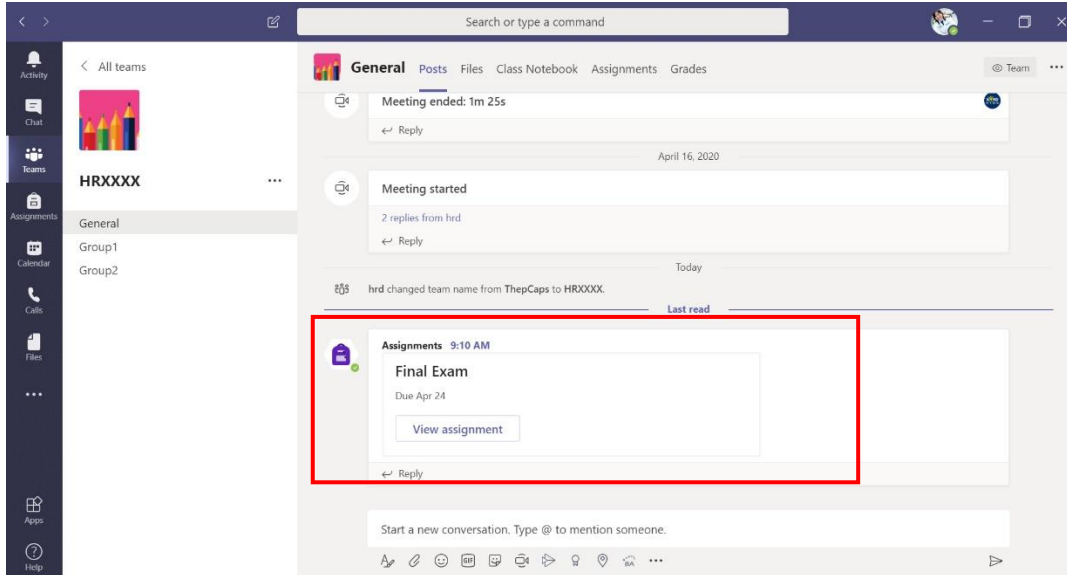 Search or type a command
Activity
Chat
Teams
Assignments
Calendar
Calls
Files
Apps
Help
All teams
HRXXXX
General
Group1
Group2
General Posts Files Class Notebook Assignments Grades
Team
Meeting ended: 1m 25s
Reply
April 16, 2020
Meeting started
2 replies from hrd
Reply
Today
hrd changed team name from ThepCaps to HRXXXX.
Last read
Assignments 9:10 AM
Final Exam
Due Apr 24
View assignment
Reply
Start a new conversation. Type @ to mention someone.
GIF